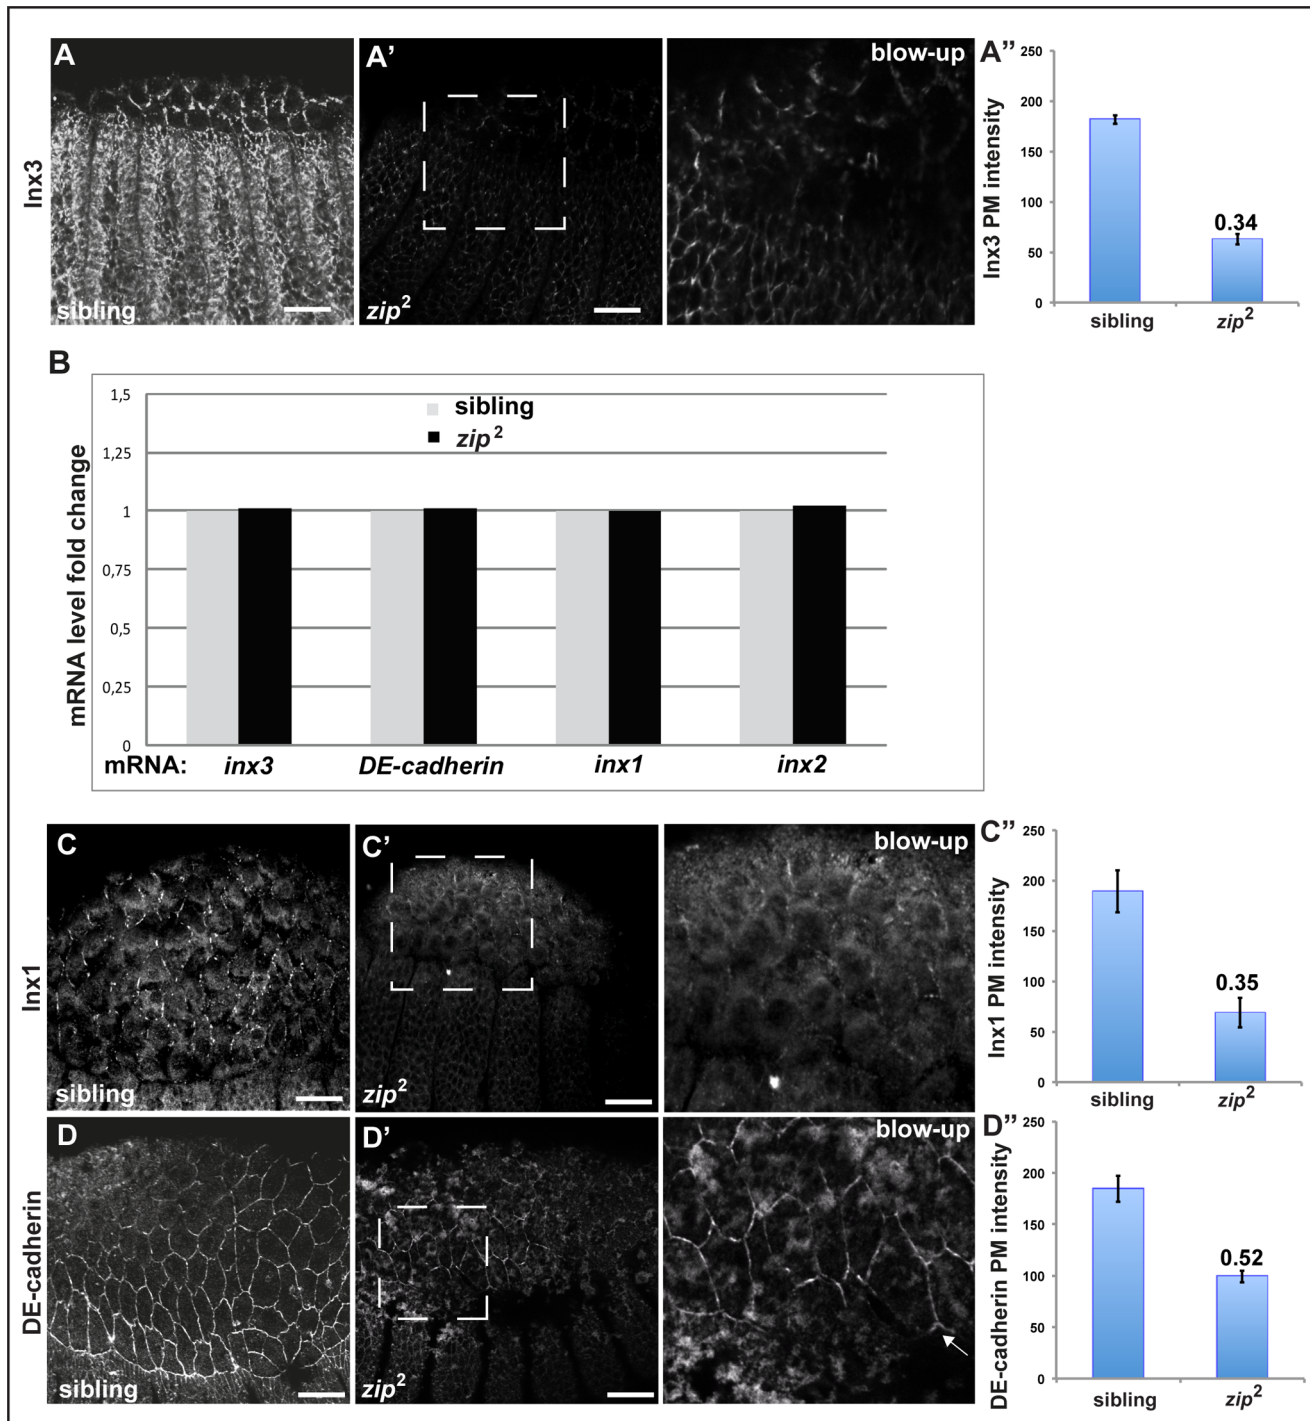 A
A’
blow-up
A”
Inx3
sibling
zip²
Inx3 PM intensity
250
200
150
100
50
0
0.34
sibling
zip²
B
mRNA level fold change
1,5
1,25
1
0,75
0,5
0,25
0
sibling
zip²
mRNA: inx3 DE-cadherin inx1 inx2
C
C’
blow-up
C”
Inx1
sibling
zip²
Inx1 PM intensity
250
200
150
100
50
0
0.35
sibling
zip²
D
D’
blow-up
D”
DE-cadherin
sibling
zip²
DE-cadherin PM intensity
250
200
150
100
50
0
0.52
sibling
zip²